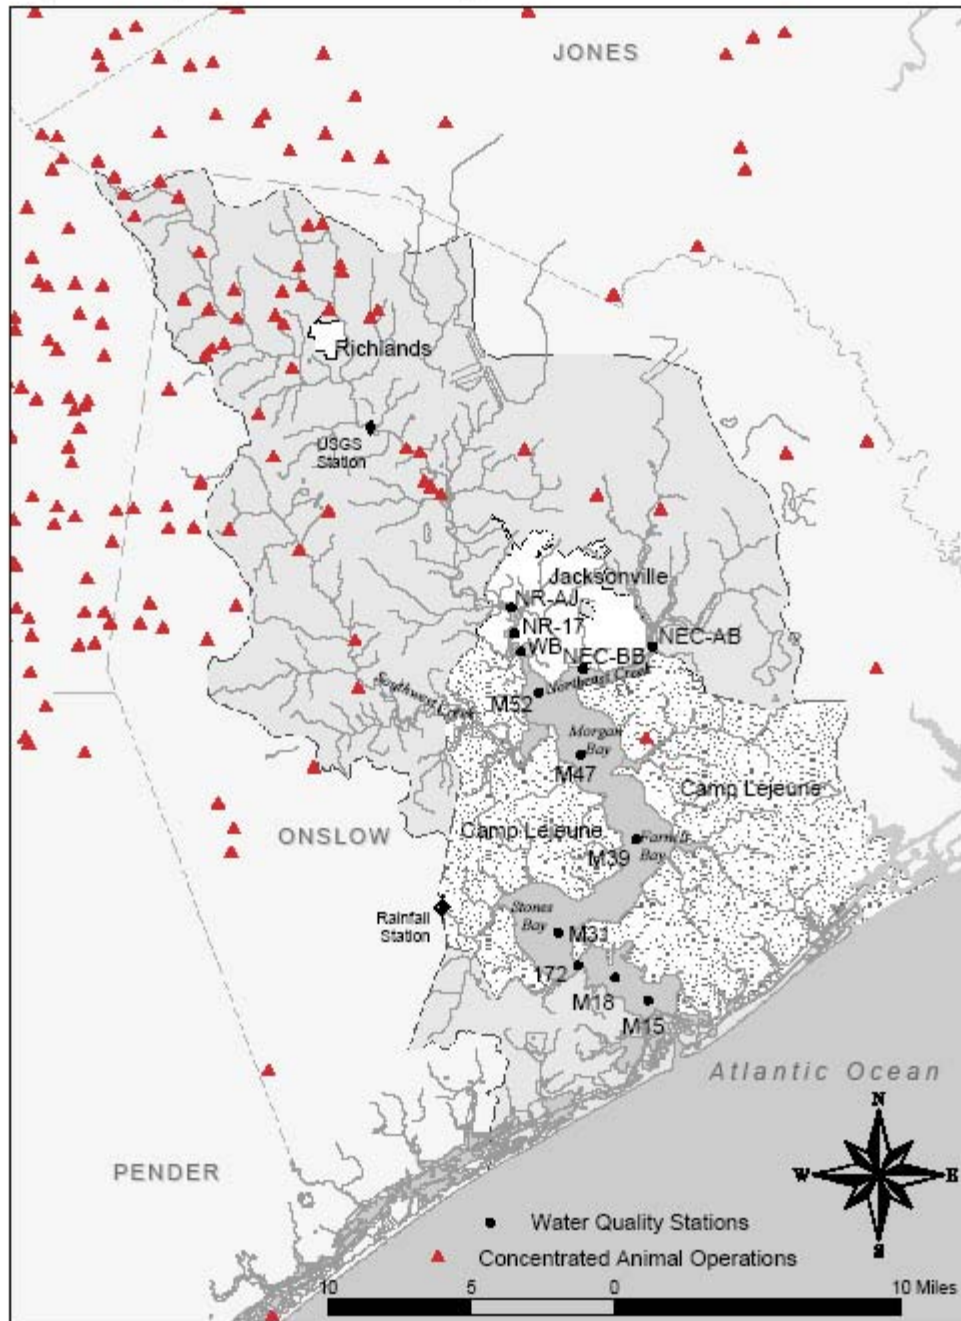 JONES
Richlands
USGS
Station
Jacksonville
NR-AJ
NR-17
WB
NEC-AB
NEC-BB
Northeast Creek
Southwest Creek
M52
Morgan
Bay
M47
Camp Lejeune
Camp Lejeune
ONSLOW
M39
Farnell
Bay
Stones
Bay
Rainfall
Station
M31
172
M18
M15
Atlantic Ocean
N
W
E
S
PENDER
Water Quality Stations
Concentrated Animal Operations
10
5
0
10 Miles